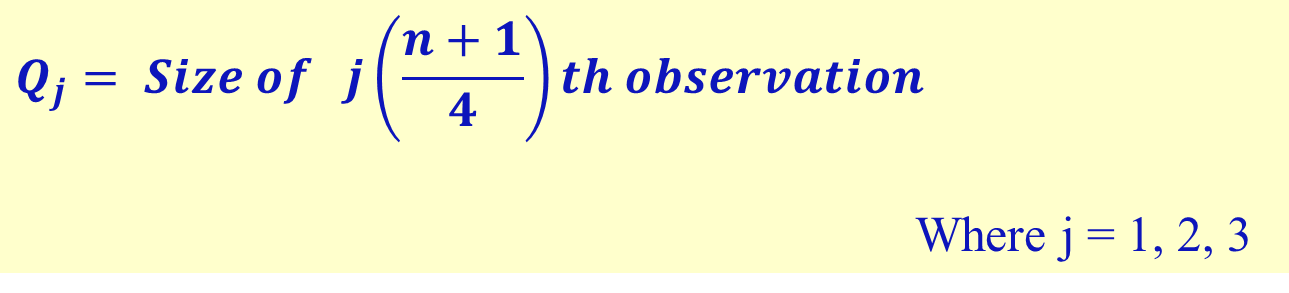 Q_j = Size of j((n + 1)/4) th observation
Where j = 1, 2, 3